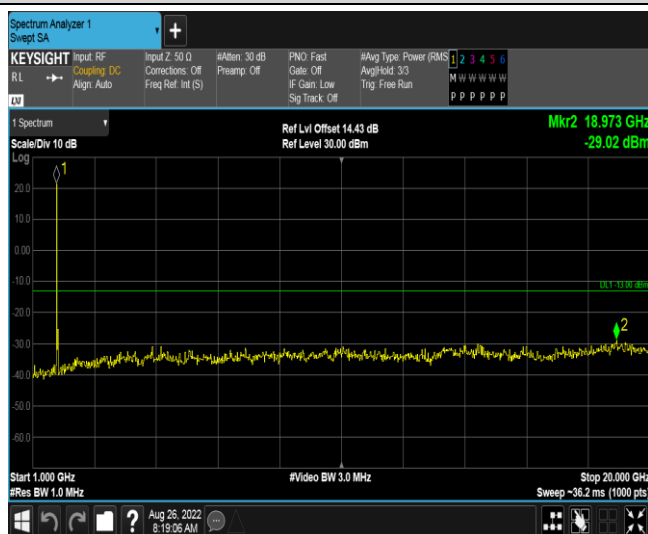 Spectrum Analyzer 1
Swept SA
+
KEYSIGHT
RL
LXI
Input: RF
Coupling: DC
Align: Auto
Input Z: 50 Ω
Corrections: Off
Freq Ref: Int (S)
#Atten: 30 dB
Preamp: Off
PNO: Fast
Gate: Off
IF Gain: Low
Sig Track: Off
#Avg Type: Power (RMS
Avg|Hold: 3/3
Trig: Free Run
1 2 3 4 5 6
M W W W W W
P P P P P P
1 Spectrum
Scale/Div 10 dB
Log
Ref Lvl Offset 14.43 dB
Ref Level 30.00 dBm
Mkr2 18.973 GHz
-29.02 dBm
1
20.0
10.0
0.00
-10.0
DL1 -13.00 dBm
-20.0
2
-30.0
-40.0
-50.0
-60.0
Start 1.000 GHz
#Video BW 3.0 MHz
Stop 20.000 GHz
#Res BW 1.0 MHz
Sweep ~36.2 ms (1000 pts)
?
Aug 26, 2022
8:19:06 AM